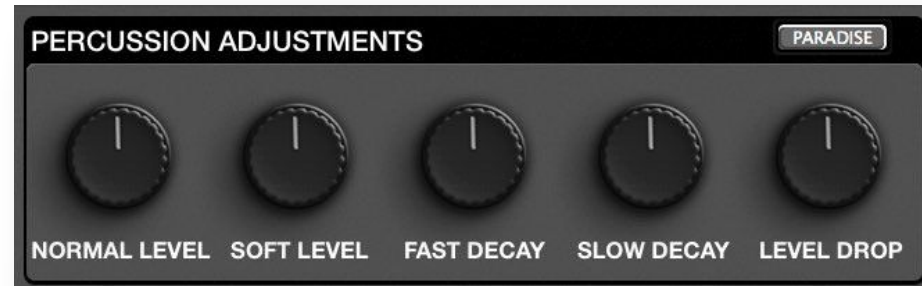 PERCUSSION ADJUSTMENTS PARADISE
NORMAL LEVEL SOFT LEVEL FAST DECAY SLOW DECAY LEVEL DROP